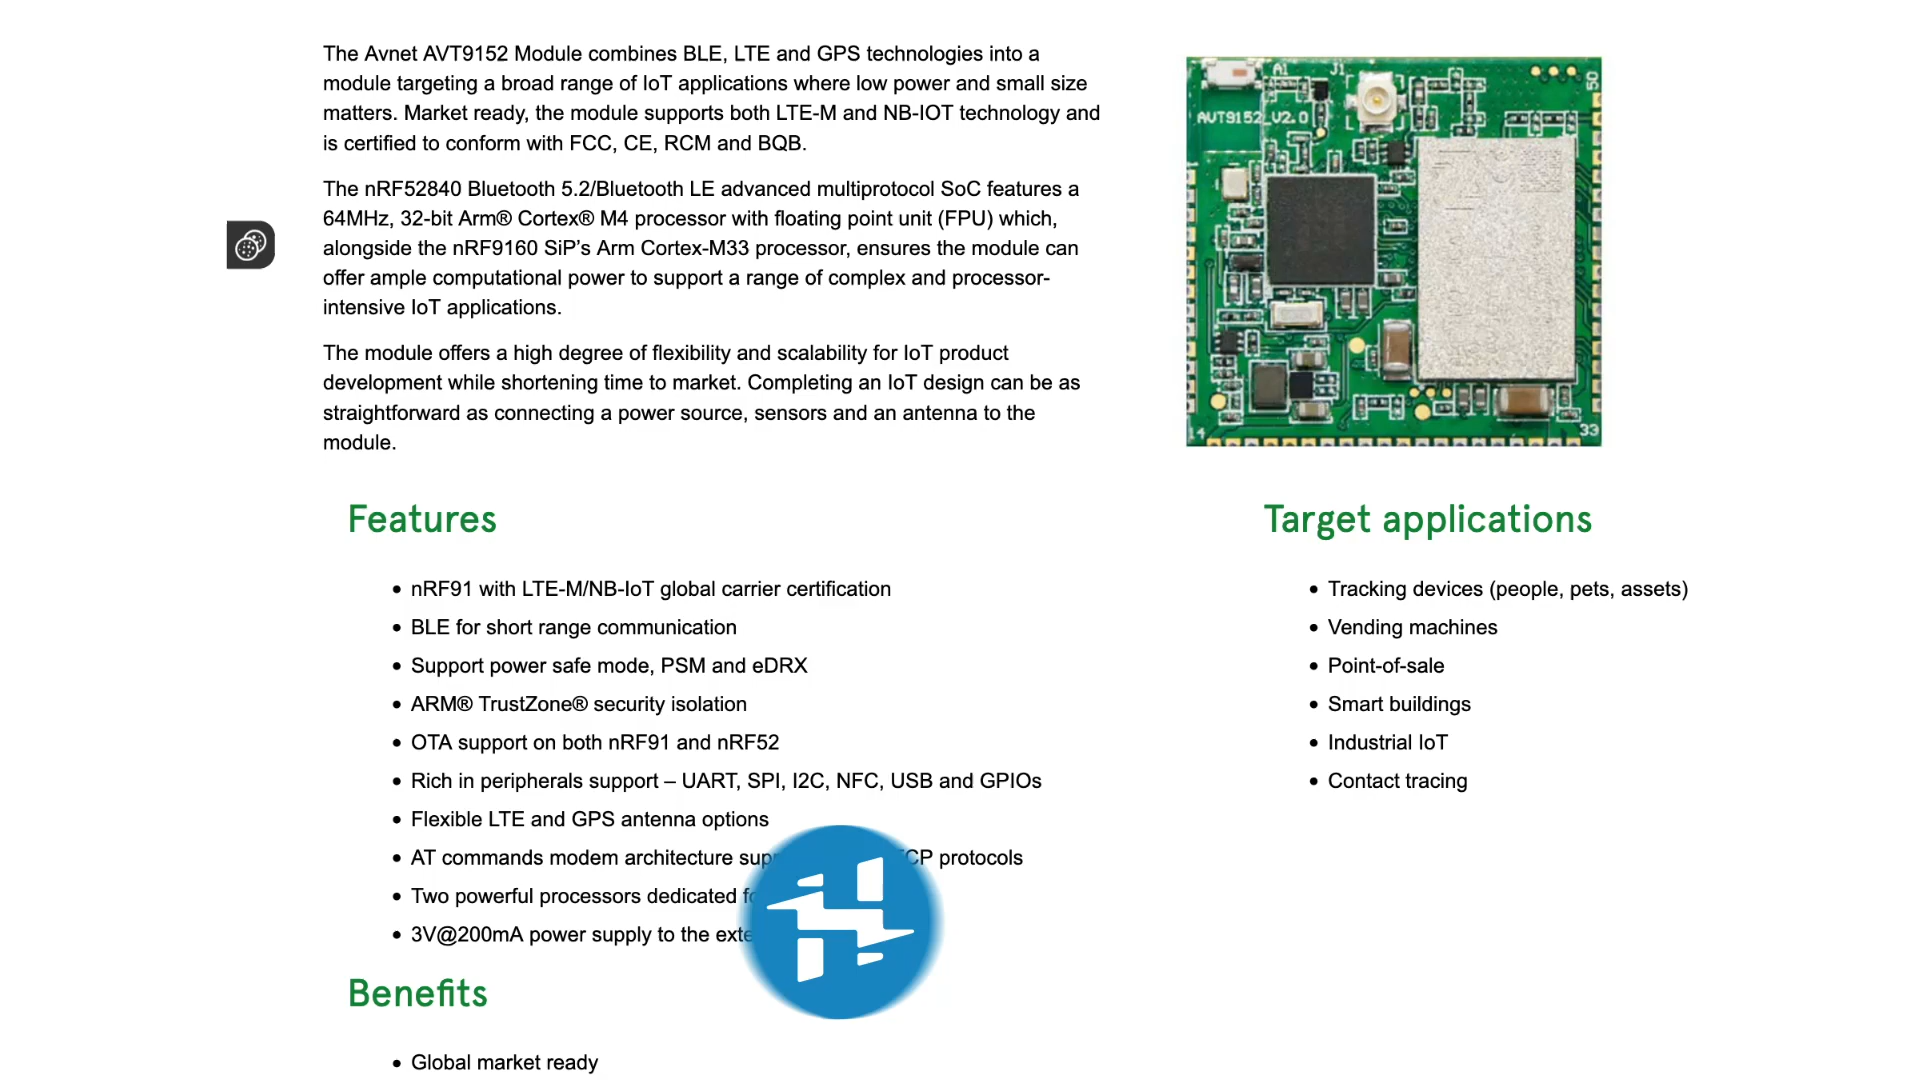 The Avnet AVT9152 Module combines BLE, LTE and GPS technologies into a
module targeting a broad range of IoT applications where low power and small size
matters. Market ready, the module supports both LTE-M and NB-IOT technology and
is certified to conform with FCC, CE, RCM and BQB.
The nRF52840 Bluetooth 5.2/Bluetooth LE advanced multiprotocol SoC features a
64MHz, 32-bit Arm® Cortex® M4 processor with floating point unit (FPU) which,
alongside the nRF9160 SiP’s Arm Cortex-M33 processor, ensures the module can
offer ample computational power to support a range of complex and processor-
intensive IoT applications.
The module offers a high degree of flexibility and scalability for IoT product
development while shortening time to market. Completing an IoT design can be as
straightforward as connecting a power source, sensors and an antenna to the
module.
A1
J1
50
AVT9152_V2.0
14
33
Features
• nRF91 with LTE-M/NB-IoT global carrier certification
• BLE for short range communication
• Support power safe mode, PSM and eDRX
• ARM® TrustZone® security isolation
• OTA support on both nRF91 and nRF52
• Rich in peripherals support – UART, SPI, I2C, NFC, USB and GPIOs
• Flexible LTE and GPS antenna options
• AT commands modem architecture protocols
• Two powerful processors dedicated
• 3V@200mA power supply to the
Benefits
• Global market ready
Target applications
• Tracking devices (people, pets, assets)
• Vending machines
• Point-of-sale
• Smart buildings
• Industrial IoT
• Contact tracing